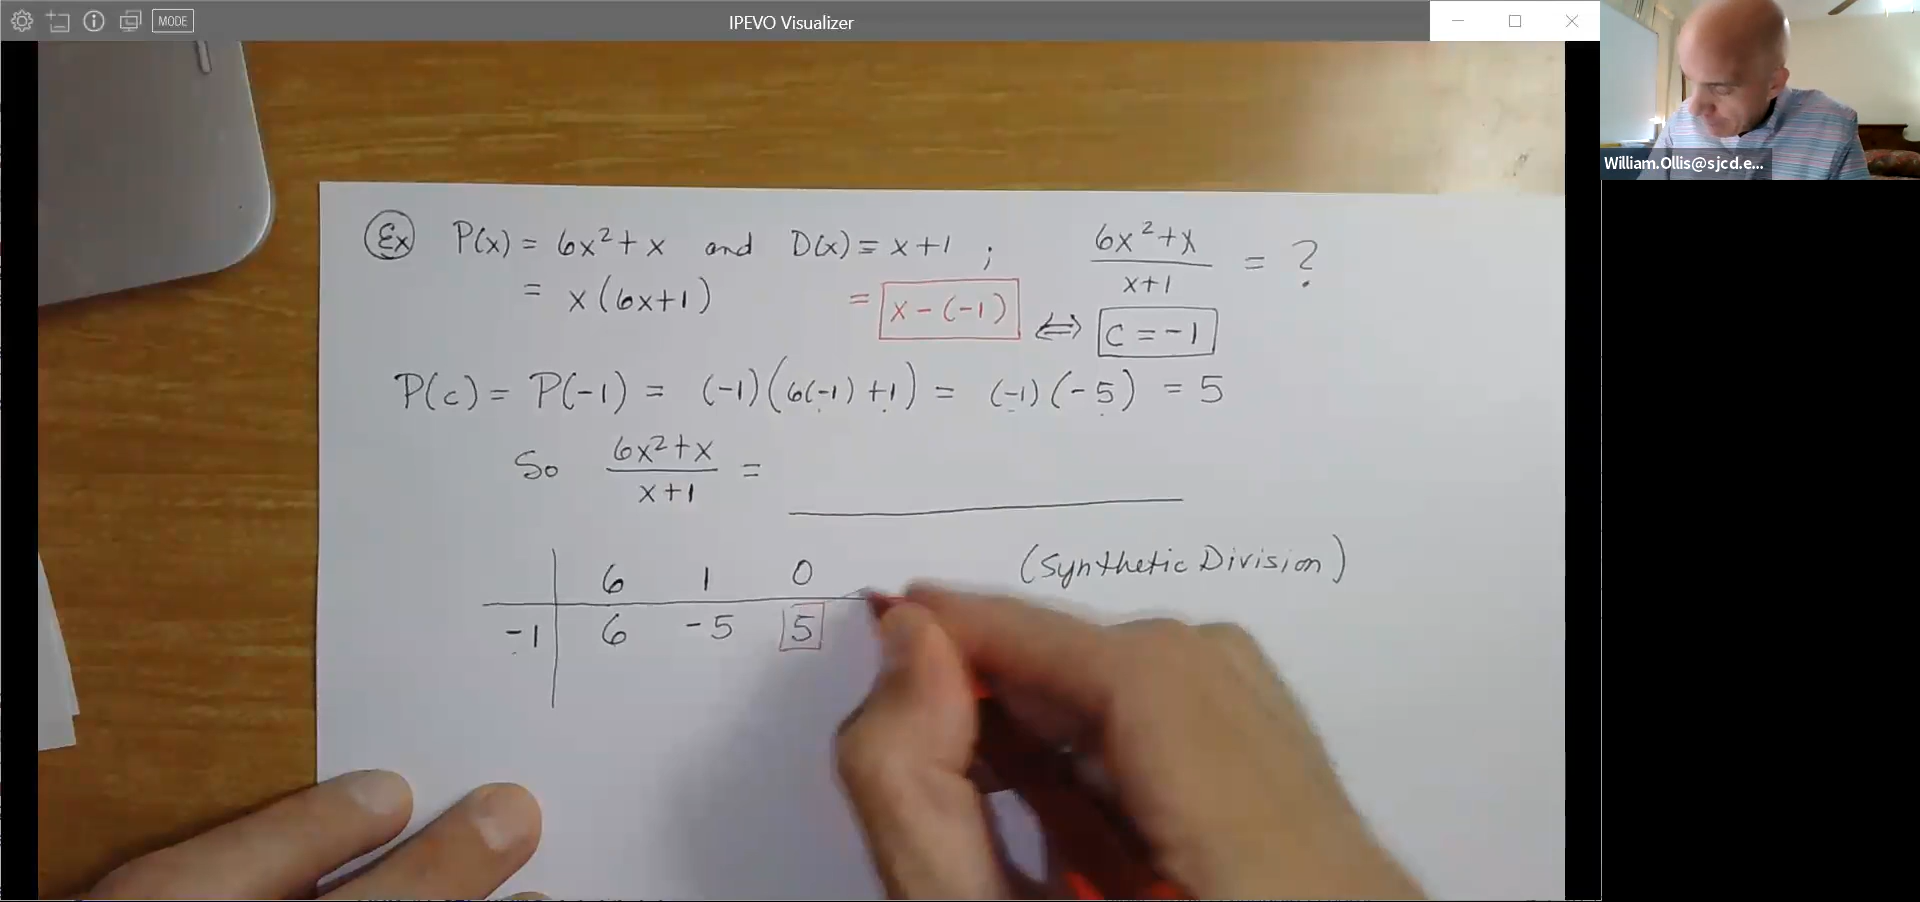 MODE
IPEVO Visualizer
William.Ollis@sjcd.e...
Ex P(x) = 6x² + x and D(x) = x + 1 ; 6x² + x / x + 1 = ?
= x(6x+1) = x - (-1) ⟺ C = -1
P(c) = P(-1) = (-1)(6(-1)+1) = (-1)(-5) = 5
So 6x² + x / x + 1 =
(Synthetic Division)
6 1 0
-1 6 -5 5